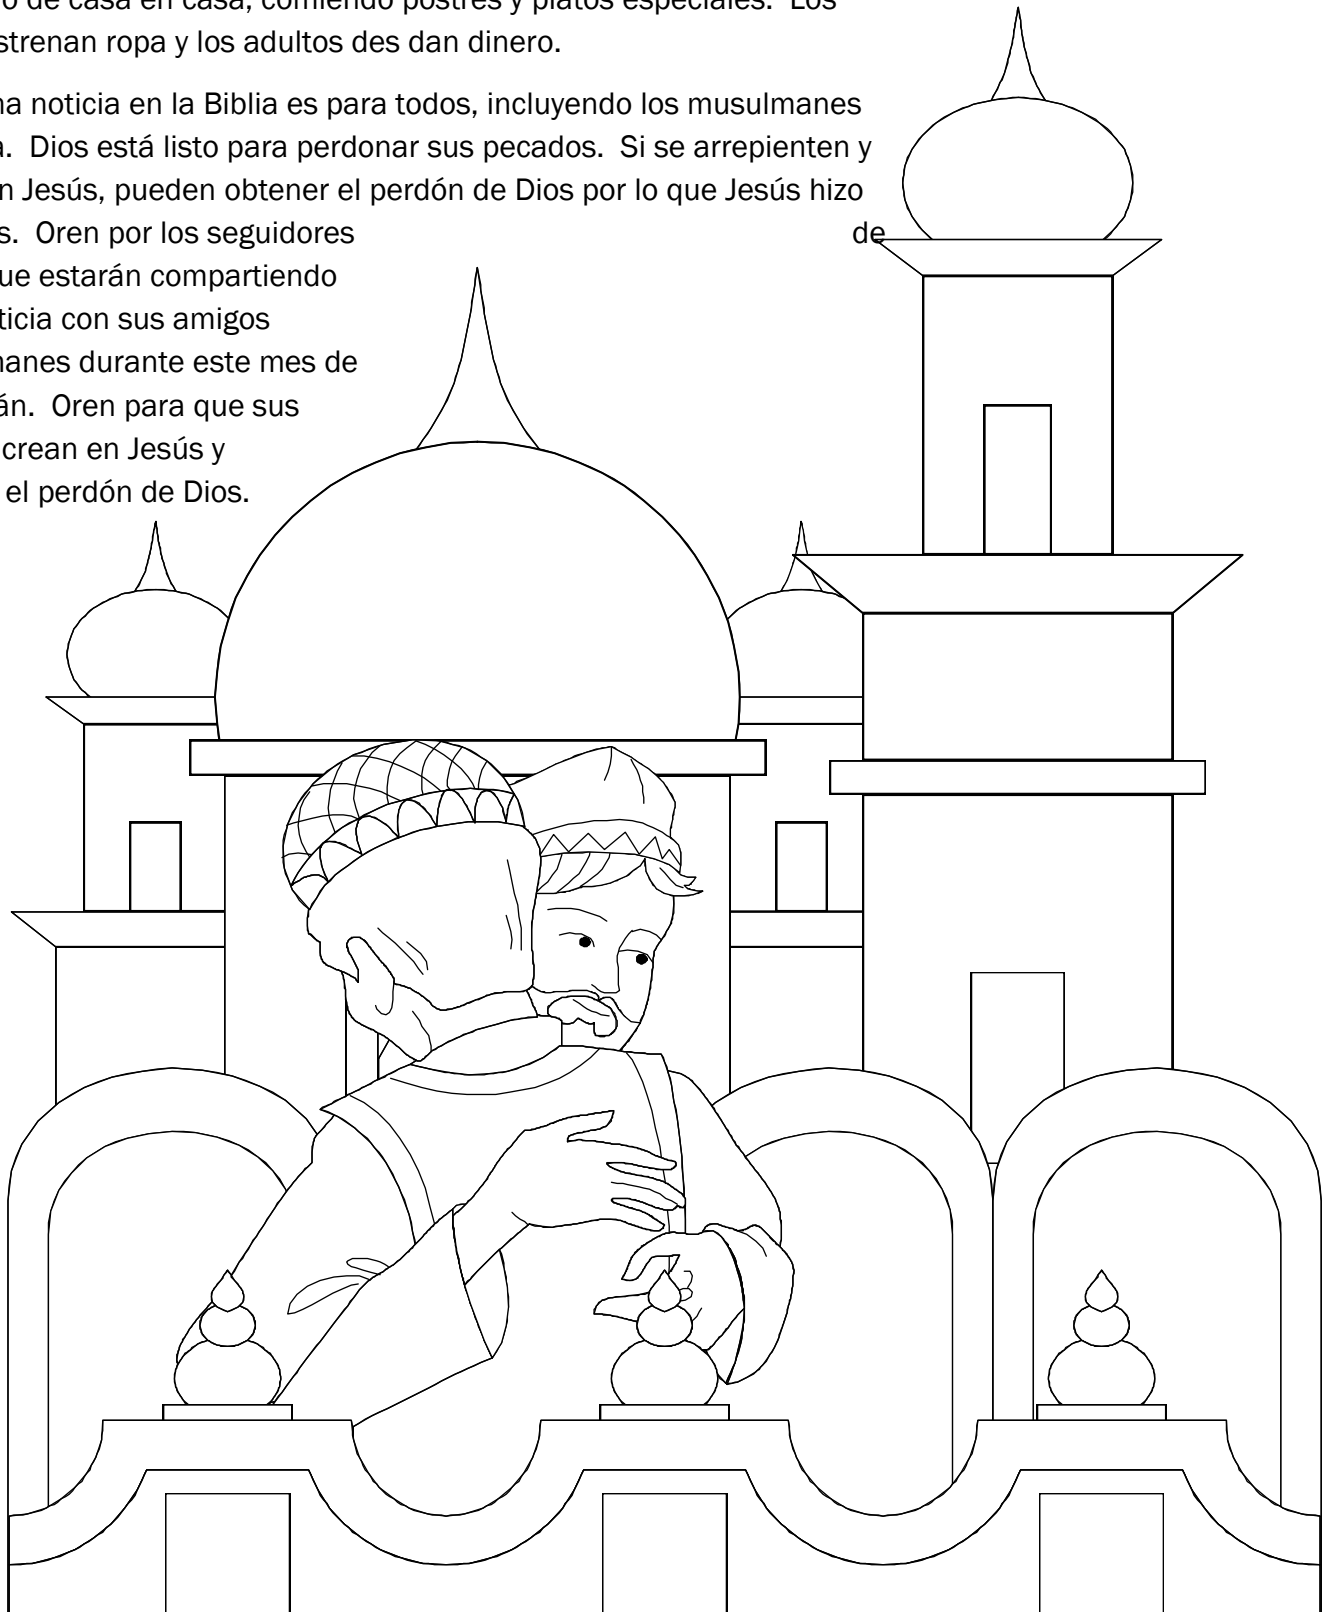 o de casa en casa, comiendo postres y platos especiales. Los
strenan ropa y los adultos des dan dinero.
na noticia en la Biblia es para todos, incluyendo los musulmanes
a. Dios está listo para perdonar sus pecados. Si se arrepienten y
n Jesús, pueden obtener el perdón de Dios por lo que Jesús hizo
s. Oren por los seguidores de
ue estarán compartiendo
ticia con sus amigos
manes durante este mes de
án. Oren para que sus
crean en Jesús y
el perdón de Dios.